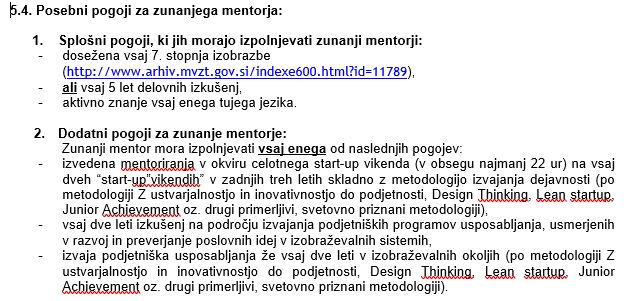 5.4. Posebni pogoji za zunanjega mentorja:
1. Splošni pogoji, ki jih morajo izpolnjevati zunanji mentorji:
- dosežena vsaj 7. stopnja izobrazbe
(http://www.arhiv.mvzt.gov.si/indexe600.html?id=11789),
- ali vsaj 5 let delovnih izkušenj,
- aktivno znanje vsaj enega tujega jezika.
2. Dodatni pogoji za zunanje mentorje:
Zunanji mentor mora izpolnjevati vsaj enega od naslednjih pogojev:
- izvedena mentoriranja v okviru celotnega start-up vikenda (v obsegu najmanj 22 ur) na vsaj
dveh “start-up”vikendih” v zadnjih treh letih skladno z metodologijo izvajanja dejavnosti (po
metodologiji Z ustvarjalnostjo in inovativnostjo do podjetnosti, Design Thinking, Lean startup,
Junior Achievement oz. drugi primerljivi, svetovno priznani metodologiji),
- vsaj dve leti izkušenj na področju izvajanja podjetniških programov usposabljanja, usmerjenih
v razvoj in preverjanje poslovnih idej v izobraževalnih sistemih,
- izvaja podjetniška usposabljanja že vsaj dve leti v izobraževalnih okoljih (po metodologiji Z
ustvarjalnostjo in inovativnostjo do podjetnosti, Design Thinking, Lean startup, Junior
Achievement oz. drugi primerljivi, svetovno priznani metodologiji).